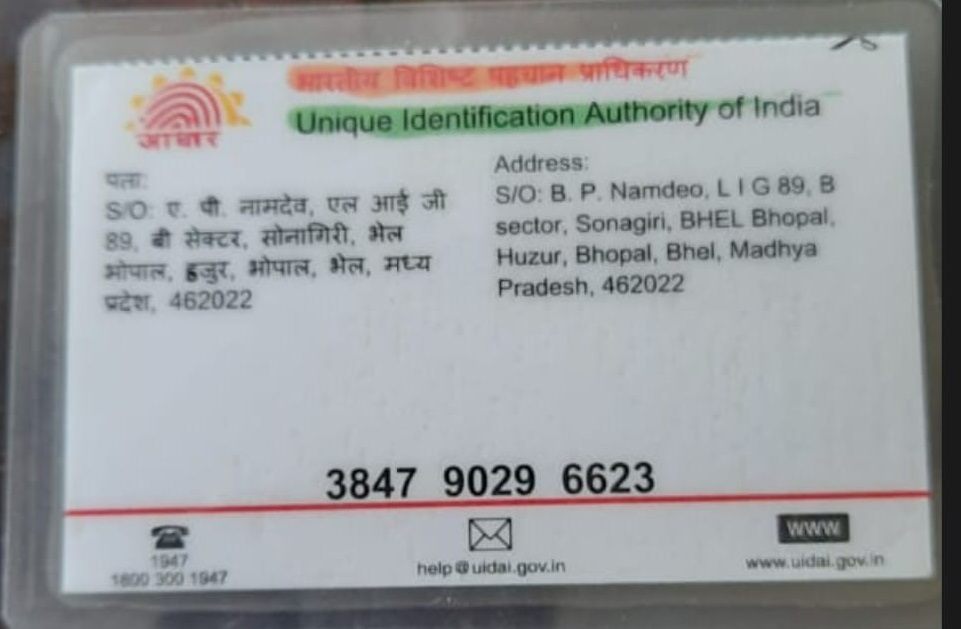 भारतीय विशिष्ट पहचान प्राधिकरण
Unique Identification Authority of India
आधार
पता:
S/O: ए. पी. नामदेव, एल आई जी
89, बी सेक्टर, सोनागिरी, भेल
भोपाल, हुजुर, भोपाल, भेल, मध्य
प्रदेश, 462022
Address:
S/O: B. P. Namdeo, L I G 89, B
sector, Sonagiri, BHEL Bhopal,
Huzur, Bhopal, Bhel, Madhya
Pradesh, 462022
3847 9029 6623
1947
1800 300 1947
help@uidai.gov.in
www
www.uidai.gov.in